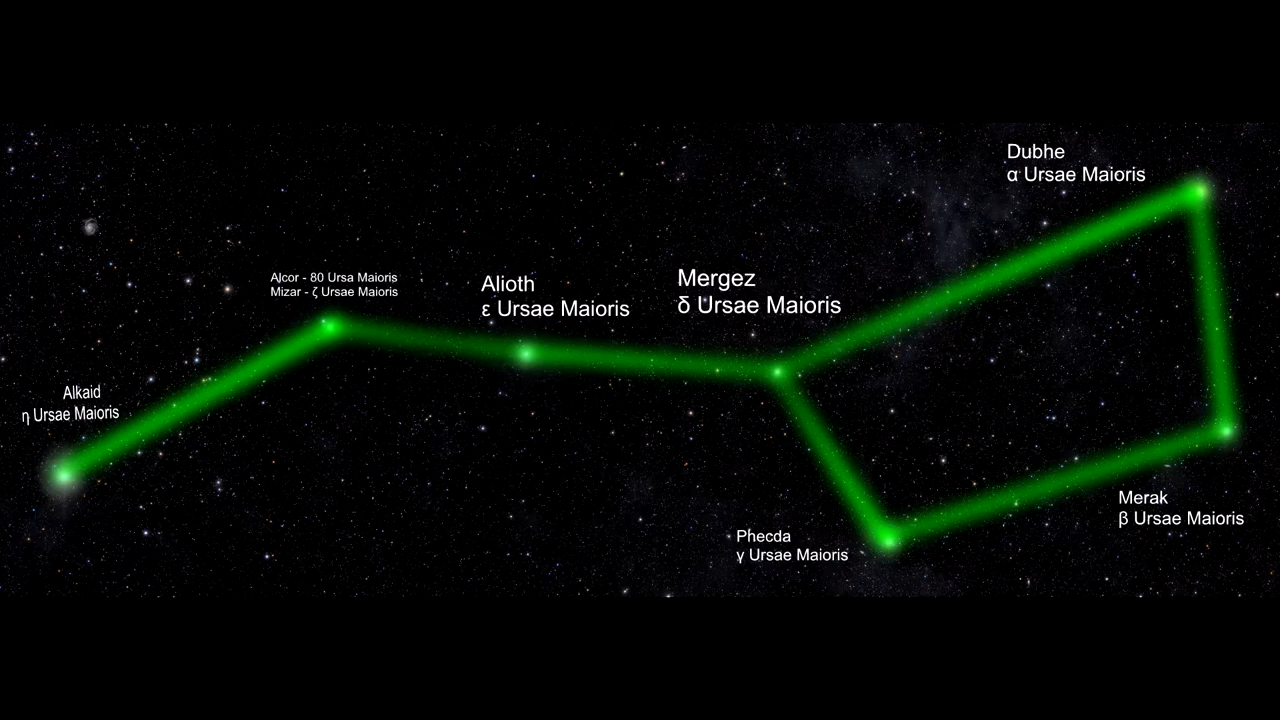 Dubhe
α Ursae Maioris
Alcor - 80 Ursa Maioris
Mizar - ζ Ursae Maioris
Alioth
ε Ursae Maioris
Mergez
δ Ursae Maioris
Alkaid
η Ursae Maioris
Merak
β Ursae Maioris
Phecda
γ Ursae Maioris